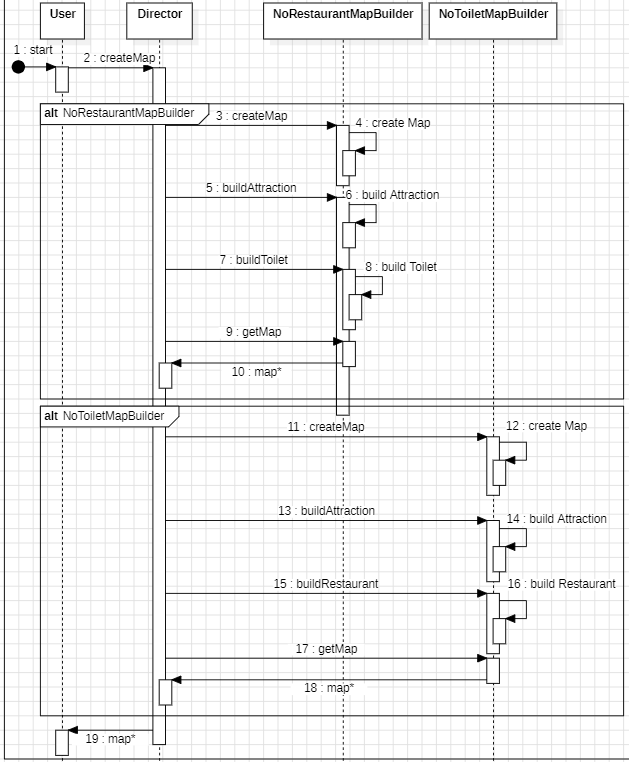 User
Director
NoRestaurantMapBuilder
NoToiletMapBuilder
1 : start
2 : createMap
alt NoRestaurantMapBuilder
3 : createMap
4 : create Map
5 : buildAttraction
6 : build Attraction
7 : buildToilet
8 : build Toilet
9 : getMap
10 : map*
alt NoToiletMapBuilder
11 : createMap
12 : create Map
13 : buildAttraction
14 : build Attraction
15 : buildRestaurant
16 : build Restaurant
17 : getMap
18 : map*
19 : map*